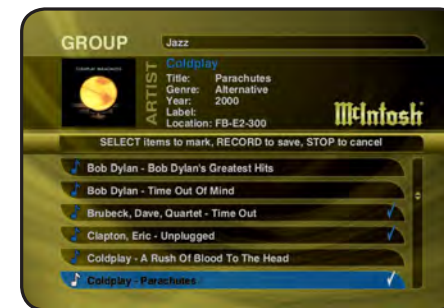 GROUP
Jazz
COLDPLAY PARACHUTES
ARTIST
Coldplay
Title: Parachutes
Genre: Alternative
Year: 2000
Label:
Location: FB-E2-300
McIntosh
SELECT items to mark, RECORD to save, STOP to cancel
Bob Dylan - Bob Dylan's Greatest Hits
Bob Dylan - Time Out Of Mind
Brubeck, Dave, Quartet - Time Out
Clapton, Eric - Unplugged
Coldplay - A Rush Of Blood To The Head
Coldplay - Parachutes